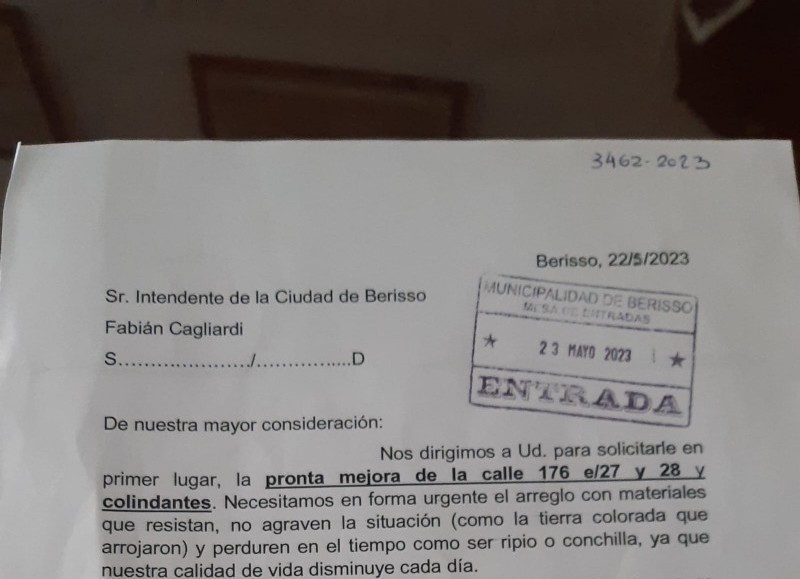 3462-2023
Berisso, 22/5/2023
Sr. Intendente de la Ciudad de Berisso
Fabián Cagliardi
S...................../................D
MUNICIPALIDAD DE BERISSO
MESA DE ENTRADAS
★ 23 MAYO 2023 ★
ENTRADA
De nuestra mayor consideración:
Nos dirigimos a Ud. para solicitarle en
primer lugar, la pronta mejora de la calle 176 e/27 y 28 y
colindantes. Necesitamos en forma urgente el arreglo con materiales
que resistan, no agraven la situación (como la tierra colorada que
arrojaron) y perduren en el tiempo como ser ripio o conchilla, ya que
nuestra calidad de vida disminuye cada día.